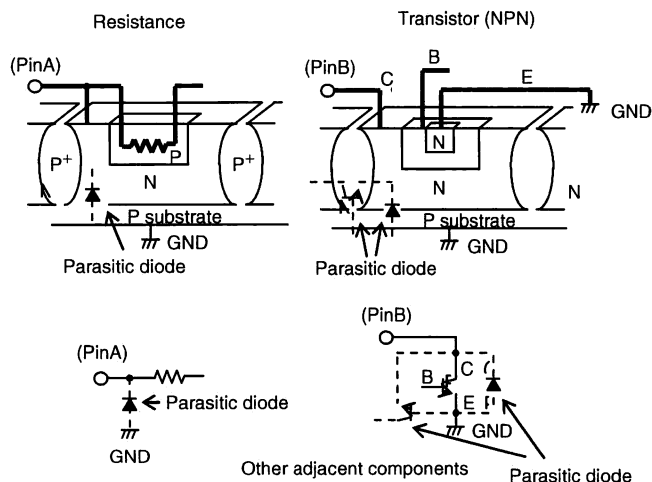 Resistance
Transistor (NPN)
(PinA)
(PinB)
C
B
E
GND
P+
P
P+
N
N
N
N
P substrate
P substrate
GND
GND
Parasitic diode
Parasitic diode
(PinA)
Parasitic diode
GND
(PinB)
C
B
E
GND
Other adjacent components
Parasitic diode